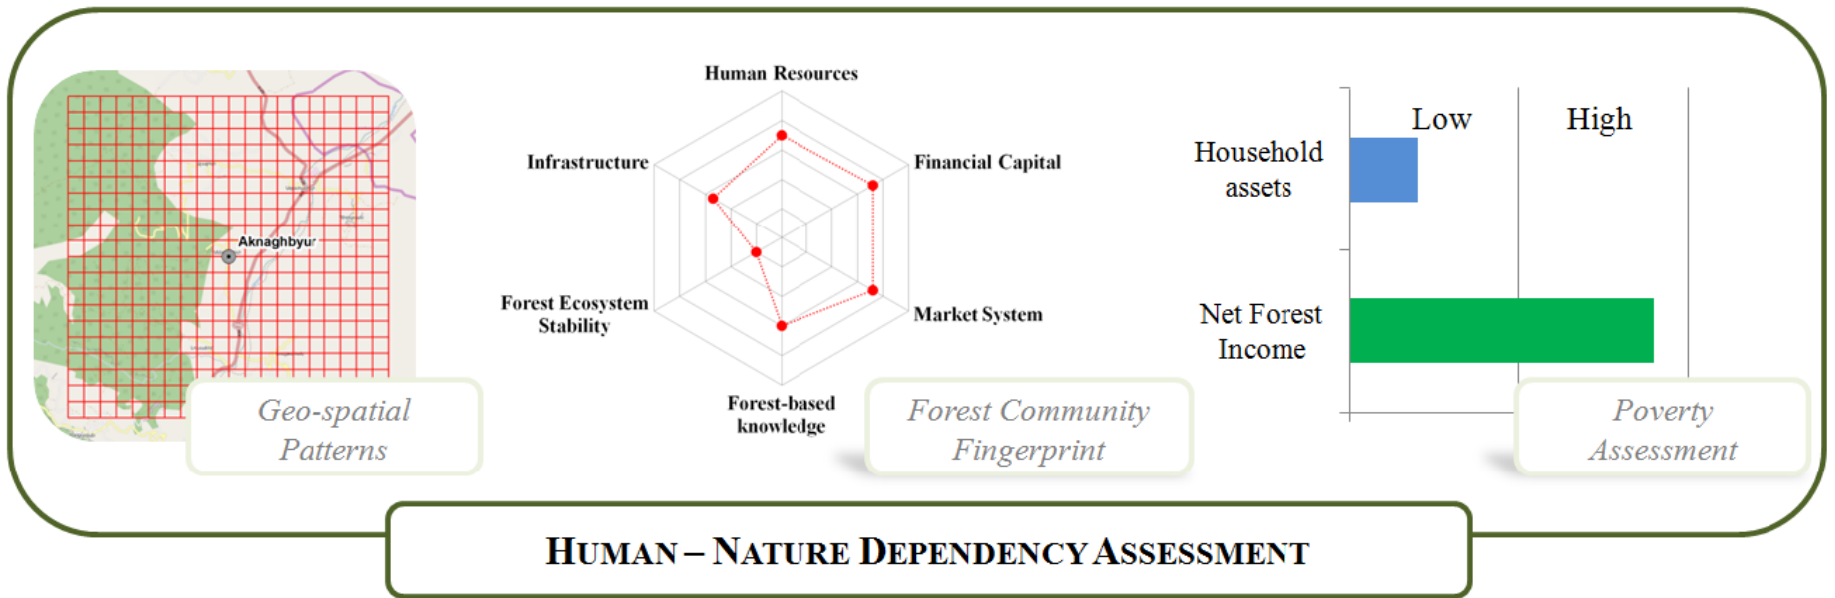 Aknaghbyur
Geo-spatial
Patterns
Human Resources
Infrastructure
Financial Capital
Forest Ecosystem
Stability
Market System
Forest-based
knowledge
Forest Community
Fingerprint
Low
High
Household
assets
Net Forest
Income
Poverty
Assessment
HUMAN – NATURE DEPENDENCY ASSESSMENT